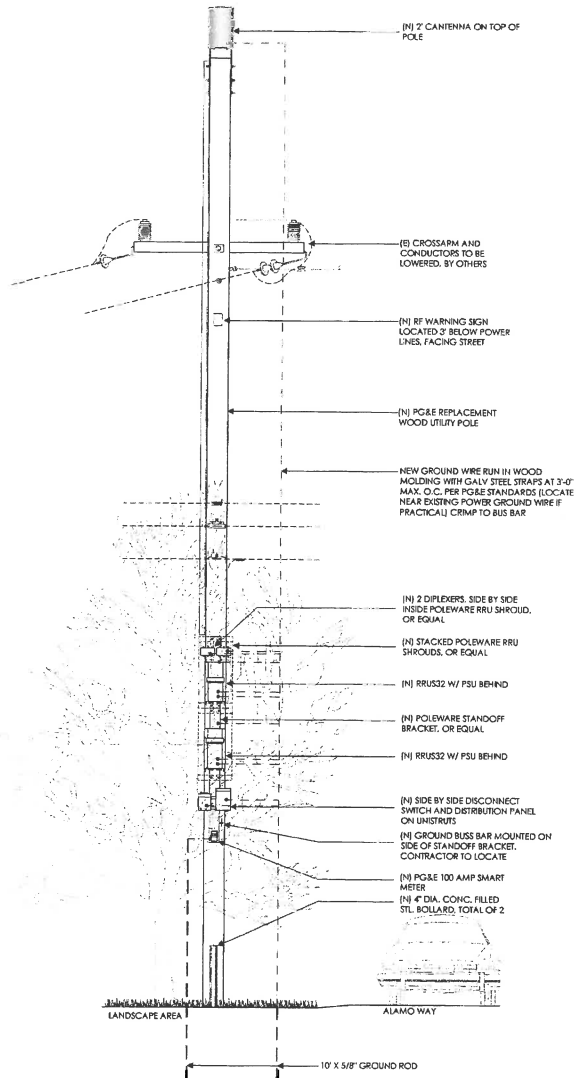 (N) 2' CANTENNA ON TOP OF
POLE
(E) CROSSARM AND
CONDUCTORS TO BE
LOWERED, BY OTHERS
(N) RF WARNING SIGN
LOCATED 3' BELOW POWER
LINES, FACING STREET
(N) PG&E REPLACEMENT
WOOD UTILITY POLE
NEW GROUND WIRE RUN IN WOOD
MOLDING WITH GALV STEEL STRAPS AT 3'-0"
MAX. O.C. PER PG&E STANDARDS (LOCATE
NEAR EXISTING POWER GROUND WIRE IF
PRACTICAL) CRIMP TO BUS BAR
(N) 2 DIPLEXERS, SIDE BY SIDE
INSIDE POLEWARE RRU SHROUD,
OR EQUAL
(N) STACKED POLEWARE RRU
SHROUDS, OR EQUAL
(N) RRUS32 W/ PSU BEHIND
(N) POLEWARE STANDOFF
BRACKET, OR EQUAL
(N) RRUS32 W/ PSU BEHIND
(N) SIDE BY SIDE DISCONNECT
SWITCH AND DISTRIBUTION PANEL
ON UNISTRUTS
(N) GROUND BUSS BAR MOUNTED ON
SIDE OF STANDOFF BRACKET.
CONTRACTOR TO LOCATE
(N) PG&E 100 AMP SMART
METER
(N) 4" DIA. CONC. FILLED
STL. BOLLARD, TOTAL OF 2
LANDSCAPE AREA
ALAMO WAY
10' X 5/8" GROUND ROD